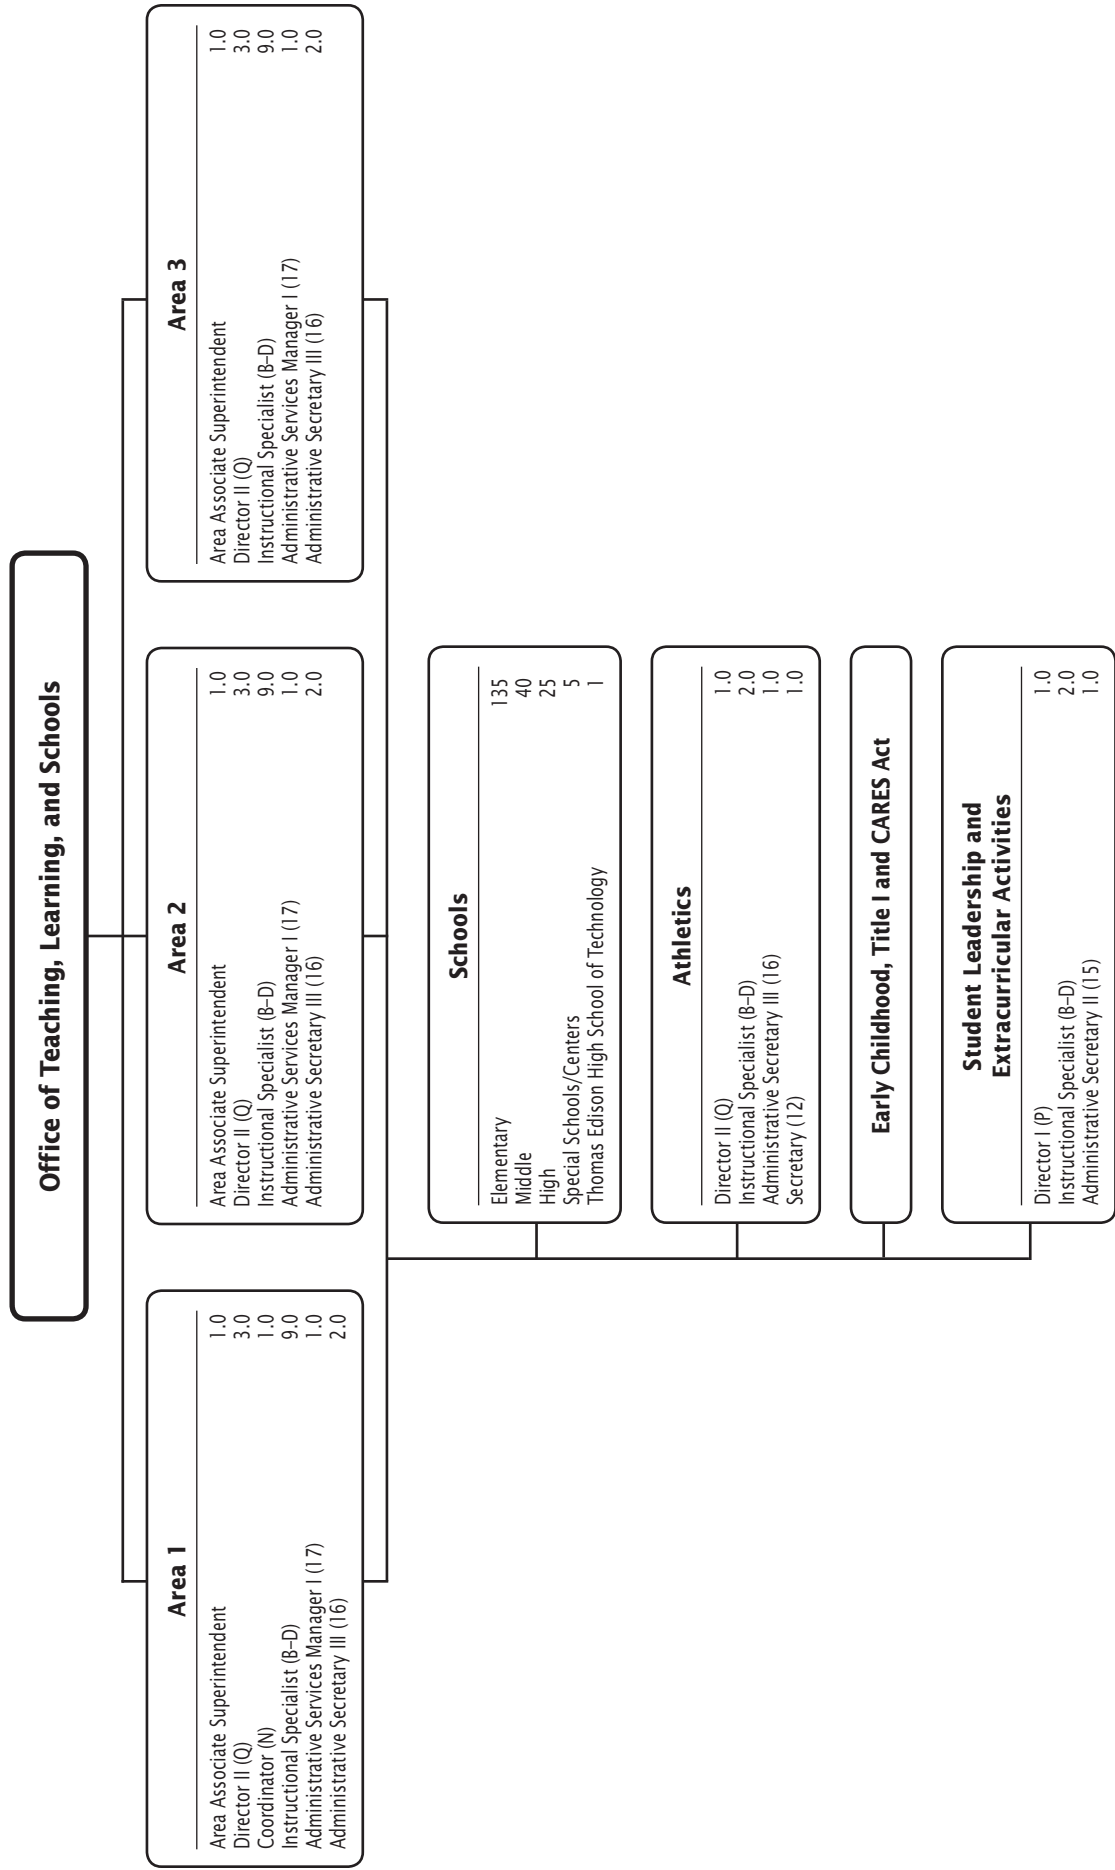 Office of Teaching, Learning, and Schools
Area 1
Area Associate Superintendent 1.0
Director II (Q) 3.0
Coordinator (N) 1.0
Instructional Specialist (B–D) 9.0
Administrative Services Manager I (17) 1.0
Administrative Secretary III (16) 2.0
Area 2
Area Associate Superintendent 1.0
Director II (Q) 3.0
Instructional Specialist (B–D) 9.0
Administrative Services Manager I (17) 1.0
Administrative Secretary III (16) 2.0
Area 3
Area Associate Superintendent 1.0
Director II (Q) 3.0
Instructional Specialist (B–D) 9.0
Administrative Services Manager I (17) 1.0
Administrative Secretary III (16) 2.0
Schools
Elementary 135
Middle 40
High 25
Special Schools/Centers 5
Thomas Edison High School of Technology 1
Athletics
Director II (Q) 1.0
Instructional Specialist (B–D) 2.0
Administrative Secretary III (16) 1.0
Secretary (12) 1.0
Early Childhood, Title I and CARES Act
Student Leadership and
Extracurricular Activities
Director I (P) 1.0
Instructional Specialist (B–D) 2.0
Administrative Secretary II (15) 1.0